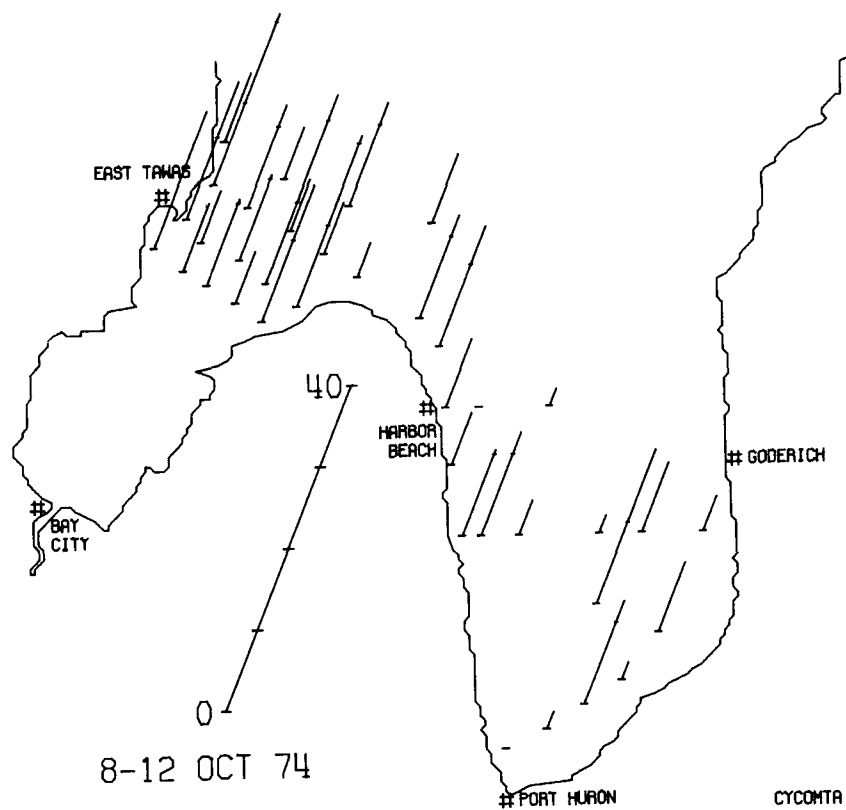 EAST TAWAS
40
HARBOR
BEACH
GODERICH
BAY
CITY
0
8-12 OCT 74
PORT HURON
CYCOMTA